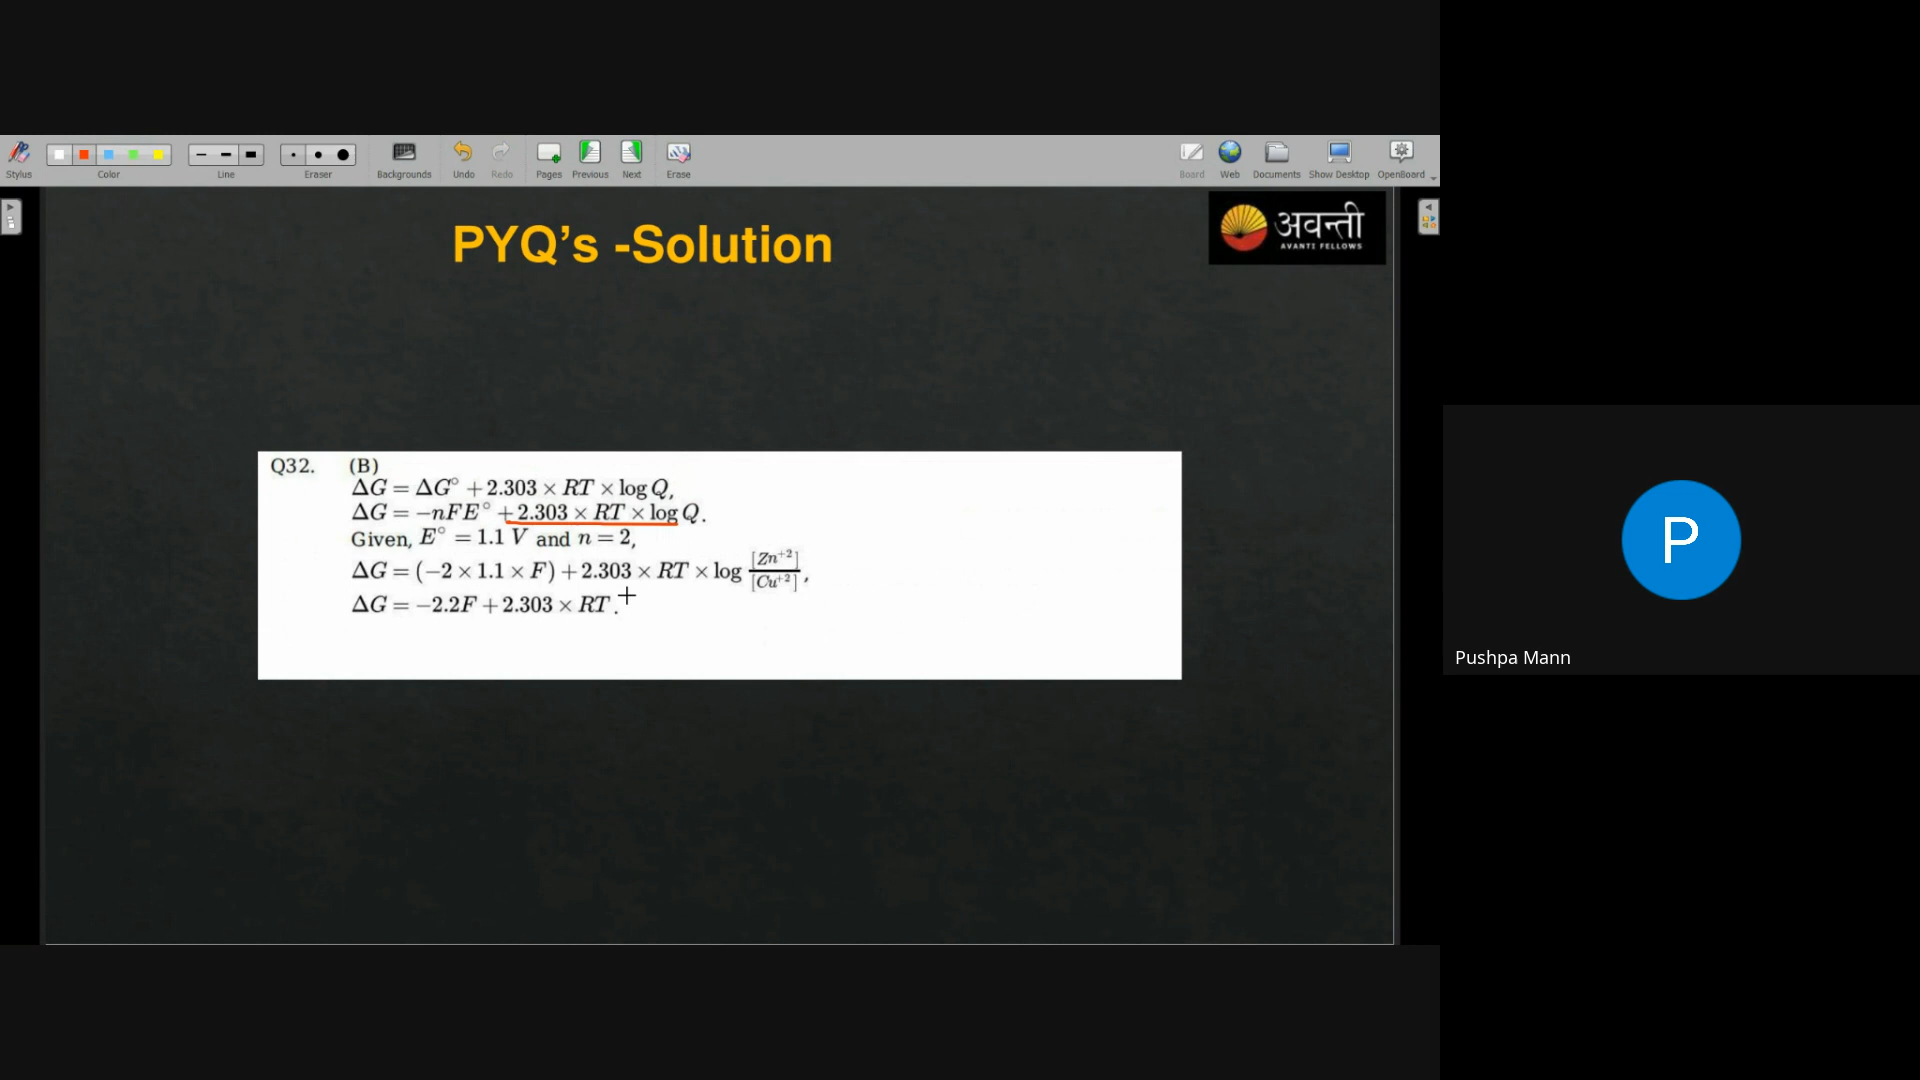 Stylus
Color
Line
Eraser
Backgrounds
Undo
Redo
Pages
Previous
Next
Erase
Board
Web
Documents
Show Desktop
OpenBoard
PYQ’s -Solution
अवन्ती
AVANTI FELLOWS
Q32. (B)
ΔG = ΔG° + 2.303 × RT × log Q,
ΔG = −nFE° + 2.303 × RT × log Q.
Given, E° = 1.1 V and n = 2,
ΔG = (−2 × 1.1 × F) + 2.303 × RT × log [Zn⁺²]/[Cu⁺²],
ΔG = −2.2F + 2.303 × RT.
P
Pushpa Mann